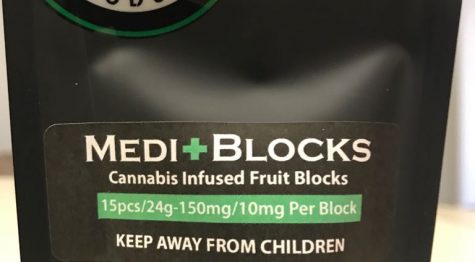 MEDI+BLOCKS
Cannabis Infused Fruit Blocks
15pcs/24g-150mg/10mg Per Block
KEEP AWAY FROM CHILDREN